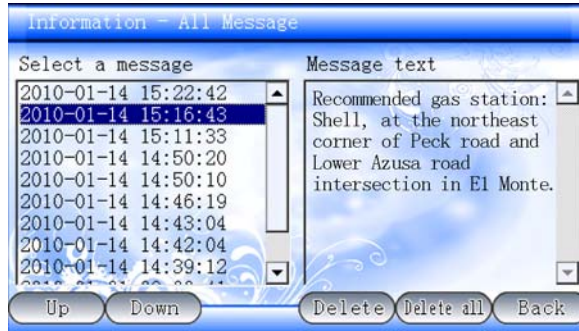 Information - All Message
Select a message
2010-01-14 15:22:42
2010-01-14 15:16:43
2010-01-14 15:11:33
2010-01-14 14:50:20
2010-01-14 14:50:10
2010-01-14 14:46:19
2010-01-14 14:43:04
2010-01-14 14:42:04
2010-01-14 14:39:12
Message text
Recommended gas station:
Shell, at the northeast
corner of Peck road and
Lower Azusa road
intersection in El Monte.
Up
Down
Delete
Delete all
Back